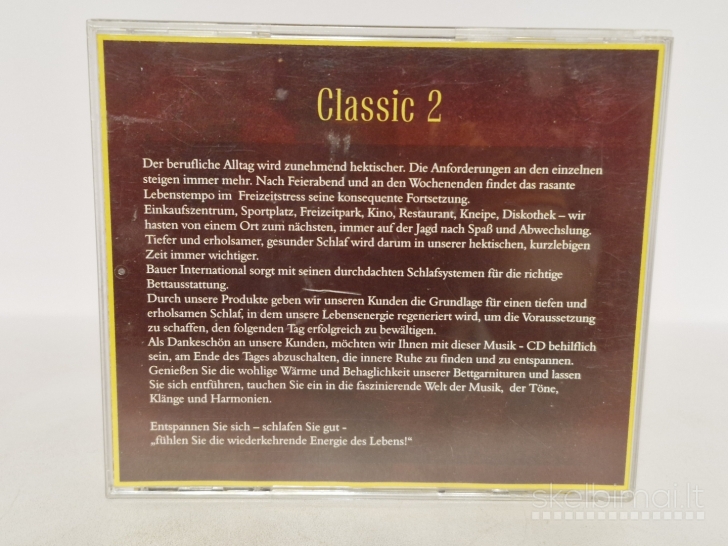 Classic 2
Der berufliche Alltag wird zunehmend hektischer. Die Anforderungen an den einzelnen
steigen immer mehr. Nach Feierabend und an den Wochenenden findet das rasante
Lebenstempo im Freizeitstress seine konsequente Fortsetzung.
Einkaufszentrum, Sportplatz, Freizeitpark, Kino, Restaurant, Kneipe, Diskothek – wir
hasten von einem Ort zum nächsten, immer auf der Jagd nach Spaß und Abwechslung.
Tiefer und erholsamer, gesunder Schlaf wird darum in unserer hektischen, kurzlebigen
Zeit immer wichtiger.
Bauer International sorgt mit seinen durchdachten Schlafsystemen für die richtige
Bettausstattung.
Durch unsere Produkte geben wir unseren Kunden die Grundlage für einen tiefen und
erholsamen Schlaf, in dem unsere Lebensenergie regeneriert wird, um die Voraussetzung
zu schaffen, den folgenden Tag erfolgreich zu bewältigen.
Als Dankeschön an unsere Kunden, möchten wir Ihnen mit dieser Musik - CD behilflich
sein, am Ende des Tages abzuschalten, die innere Ruhe zu finden und zu entspannen.
Genießen Sie die wohlige Wärme und Behaglichkeit unserer Bettgarnituren und lassen
Sie sich entführen, tauchen Sie ein in die faszinierende Welt der Musik, der Töne,
Klänge und Harmonien.
Entspannen Sie sich – schlafen Sie gut -
„fühlen Sie die wiederkehrende Energie des Lebens!“
skelbimai.lt